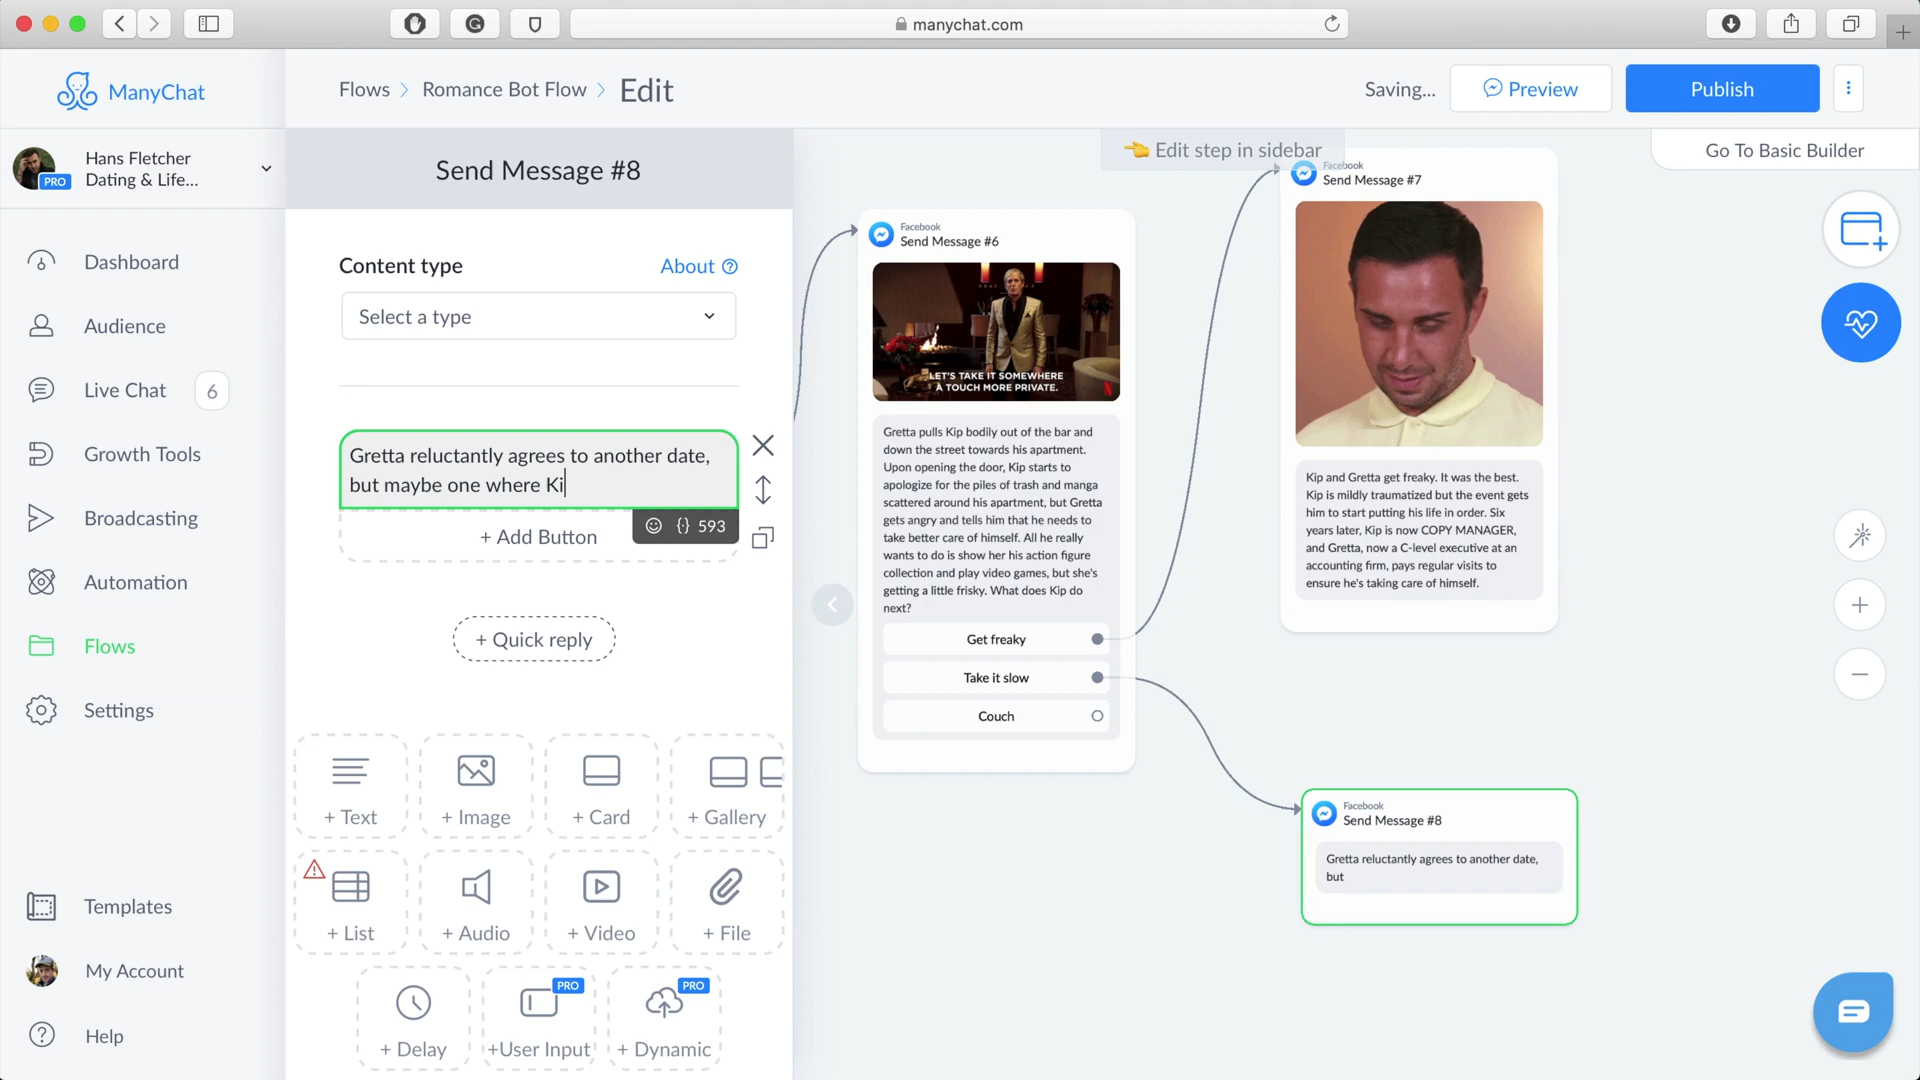 manychat.com
ManyChat
Flows
Romance Bot Flow
Edit
Saving...
Preview
Publish
Hans Fletcher
Dating & Life...
PRO
Send Message #8
Edit step in sidebar
Go To Basic Builder
Dashboard
Audience
Live Chat
6
Growth Tools
Broadcasting
Automation
Flows
Settings
Templates
My Account
Help
Content type
About
Select a type
Gretta reluctantly agrees to another date,
but maybe one where Ki
593
+ Add Button
+ Quick reply
+ Text
+ Image
+ Card
+ Gallery
+ List
+ Audio
+ Video
+ File
PRO
PRO
+ Delay
+User Input
+ Dynamic
Facebook
Send Message #6
LET'S TAKE IT SOMEWHERE
A TOUCH MORE PRIVATE.
Gretta pulls Kip bodily out of the bar and
down the street towards his apartment.
Upon opening the door, Kip starts to
apologize for the piles of trash and manga
scattered around his apartment, but Gretta
gets angry and tells him that he needs to
take better care of himself. All he really
wants to do is show her his action figure
collection and play video games, but she's
getting a little frisky. What does Kip do
next?
Get freaky
Take it slow
Couch
Facebook
Send Message #7
Kip and Gretta get freaky. It was the best.
Kip is mildly traumatized but the event gets
him to start putting his life in order. Six
years later, Kip is now COPY MANAGER,
and Gretta, now a C-level executive at an
accounting firm, pays regular visits to
ensure he's taking care of himself.
Facebook
Send Message #8
Gretta reluctantly agrees to another date,
but